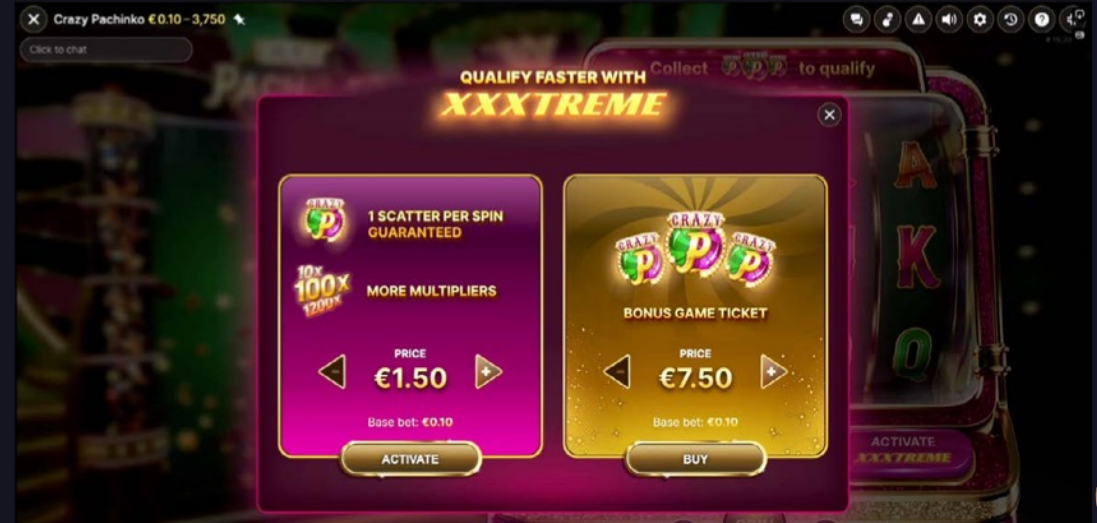 Crazy Pachinko €0.10 – 3,750
Click to chat
Collect P P P to qualify
QUALIFY FASTER WITH
XXXTREME
CRAZY
P
1 SCATTER PER SPIN
GUARANTEED
10X
100X
1200X
MORE MULTIPLIERS
PRICE
€1.50
Base bet: €0.10
ACTIVATE
CRAZY
P
CRAZY
P
CRAZY
P
BONUS GAME TICKET
PRICE
€7.50
Base bet: €0.10
BUY
A
K
Q
ACTIVATE
XXXTREME